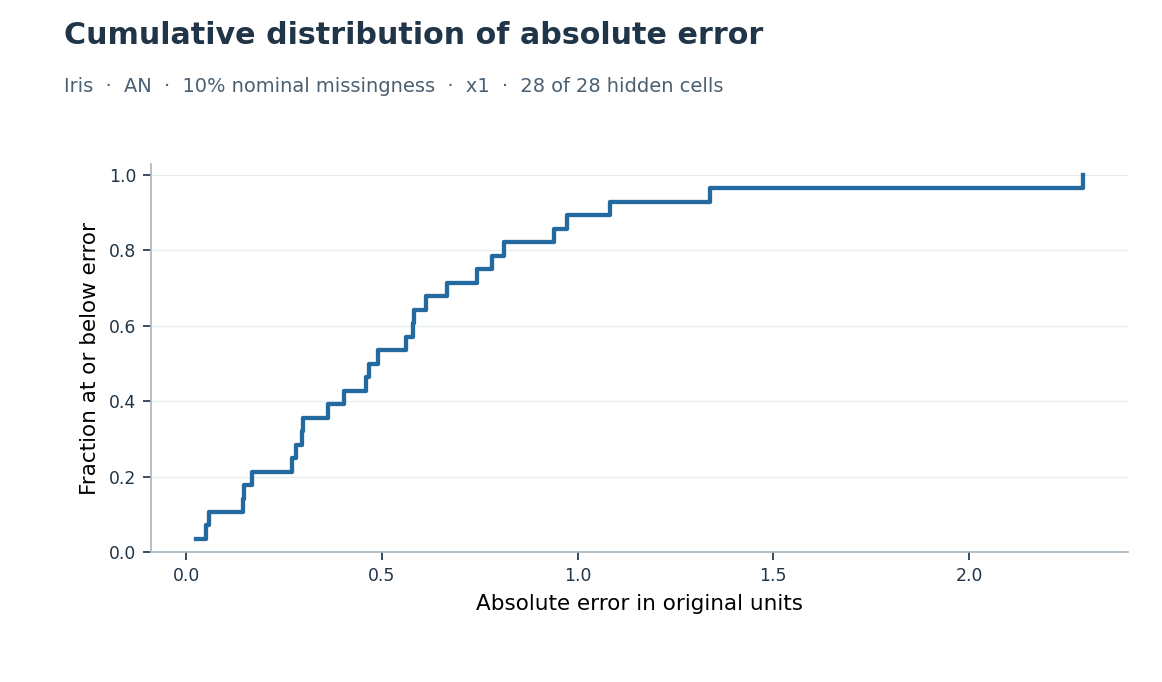 Cumulative distribution of absolute error
Iris · AN · 10% nominal missingness · x1 · 28 of 28 hidden cells
Fraction at or below error
1.0
0.8
0.6
0.4
0.2
0.0
0.0 0.5 1.0 1.5 2.0
Absolute error in original units